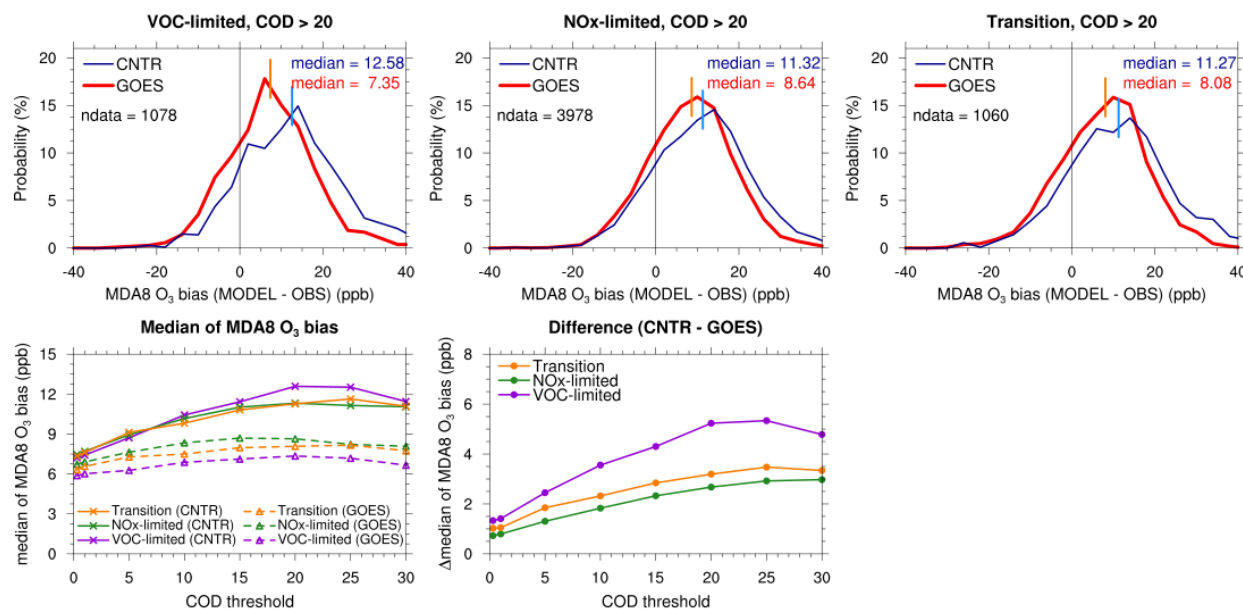 VOC-limited, COD > 20
CNTR
GOES
median = 12.58
median = 7.35
ndata = 1078
Probability (%)
20
15
10
5
0
-40 -20 0 20 40
MDA8 O₃ bias (MODEL - OBS) (ppb)
NOx-limited, COD > 20
CNTR
GOES
median = 11.32
median = 8.64
ndata = 3978
Probability (%)
20
15
10
5
0
-40 -20 0 20 40
MDA8 O₃ bias (MODEL - OBS) (ppb)
Transition, COD > 20
CNTR
GOES
median = 11.27
median = 8.08
ndata = 1060
Probability (%)
20
15
10
5
0
-40 -20 0 20 40
MDA8 O₃ bias (MODEL - OBS) (ppb)
Median of MDA8 O₃ bias
median of MDA8 O₃ bias (ppb)
15
12
9
6
3
0
Transition (CNTR) Transition (GOES)
NOx-limited (CNTR) NOx-limited (GOES)
VOC-limited (CNTR) VOC-limited (GOES)
0 5 10 15 20 25 30
COD threshold
Difference (CNTR - GOES)
Δmedian of MDA8 O₃ bias (ppb)
8
6
4
2
0
Transition
NOx-limited
VOC-limited
0 5 10 15 20 25 30
COD threshold